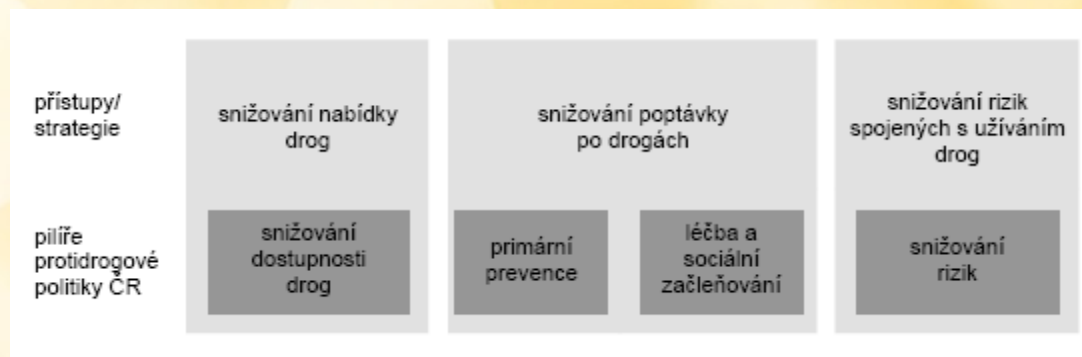 přístupy/
strategie
snižování nabídky
drog
snižování poptávky
po drogách
snižování rizik
spojených s užíváním
drog
pilíře
protidrogové
politiky ČR
snižování
dostupnosti
drog
primární
prevence
léčba a
sociální
začleňování
snižování
rizik